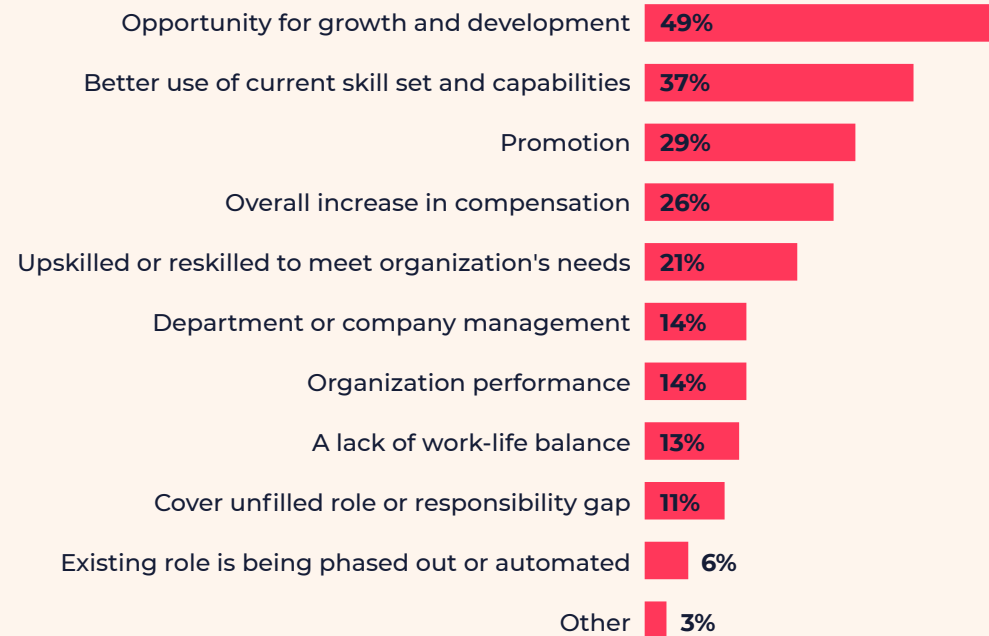 Opportunity for growth and development 49%
Better use of current skill set and capabilities 37%
Promotion 29%
Overall increase in compensation 26%
Upskilled or reskilled to meet organization's needs 21%
Department or company management 14%
Organization performance 14%
A lack of work-life balance 13%
Cover unfilled role or responsibility gap 11%
Existing role is being phased out or automated 6%
Other 3%